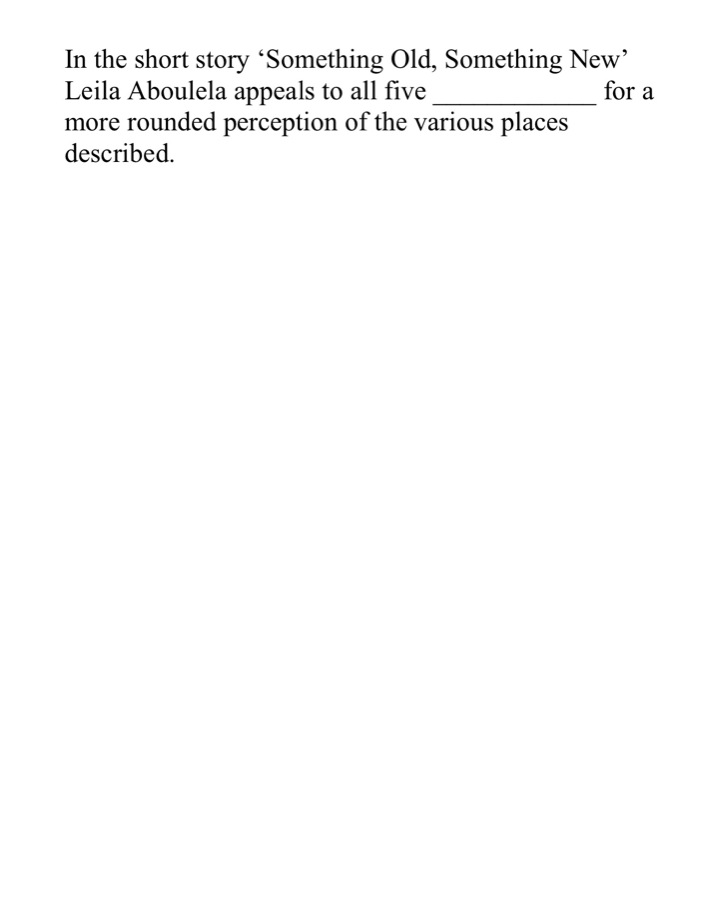 In the short story ‘Something Old, Something New’
Leila Aboulela appeals to all five ____________ for a
more rounded perception of the various places
described.